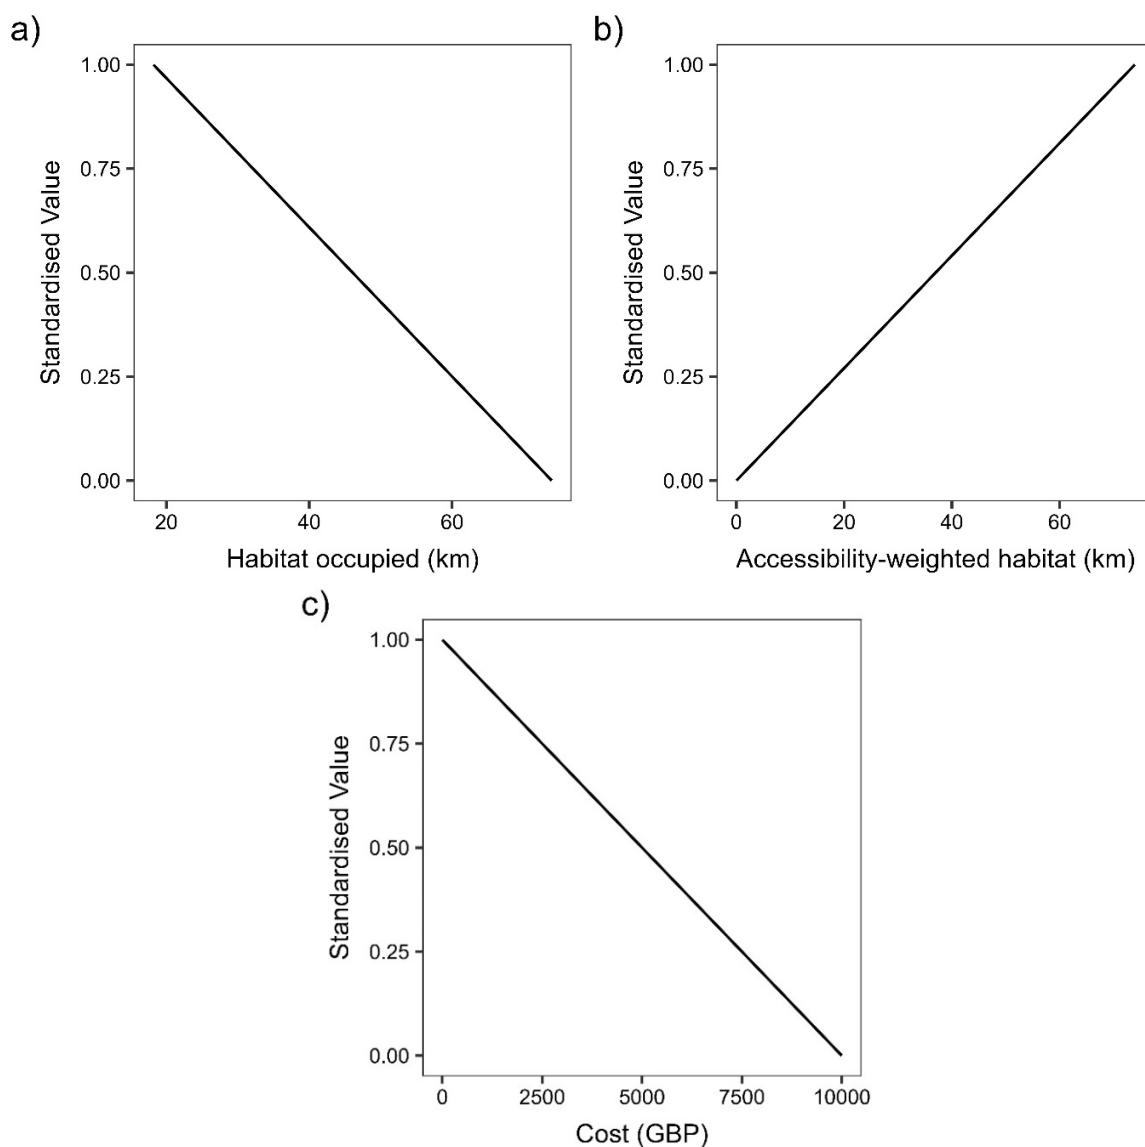 a)
1.00
0.75
0.50
0.25
0.00
Standardised Value
20 40 60
Habitat occupied (km)
b)
1.00
0.75
0.50
0.25
0.00
Standardised Value
0 20 40 60
Accessibility-weighted habitat (km)
c)
1.00
0.75
0.50
0.25
0.00
Standardised Value
0 2500 5000 7500 10000
Cost (GBP)